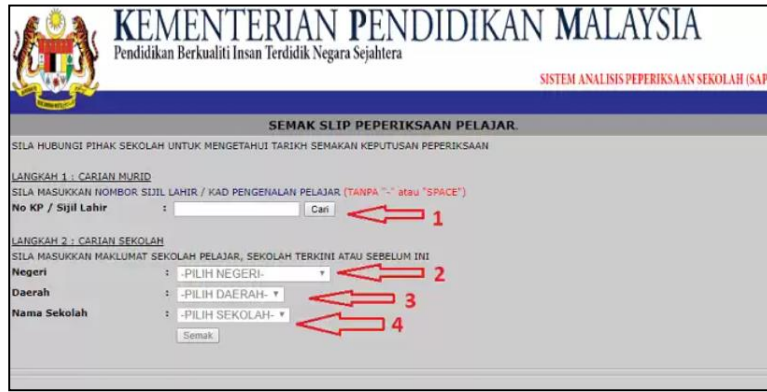 KEMENTERIAN PENDIDIKAN MALAYSIA
Pendidikan Berkualiti Insan Terdidik Negara Sejahtera
SISTEM ANALISIS PEPERIKSAAN SEKOLAH (SAP
SEMAK SLIP PEPERIKSAAN PELAJAR.
SILA HUBUNGI PIHAK SEKOLAH UNTUK MENGETAHUI TARIKH SEMAKAN KEPUTUSAN PEPERIKSAAN
LANGKAH 1 : CARIAN MURID
SILA MASUKKAN NOMBOR SIJIL LAHIR / KAD PENGENALAN PELAJAR (TANPA "-" atau "SPACE")
No KP / Sijil Lahir : Cari 1
LANGKAH 2 : CARIAN SEKOLAH
SILA MASUKKAN MAKLUMAT SEKOLAH PELAJAR, SEKOLAH TERKINI ATAU SEBELUM INI
Negeri : -PILIH NEGERI- 2
Daerah : -PILIH DAERAH- 3
Nama Sekolah : -PILIH SEKOLAH- 4
Semak